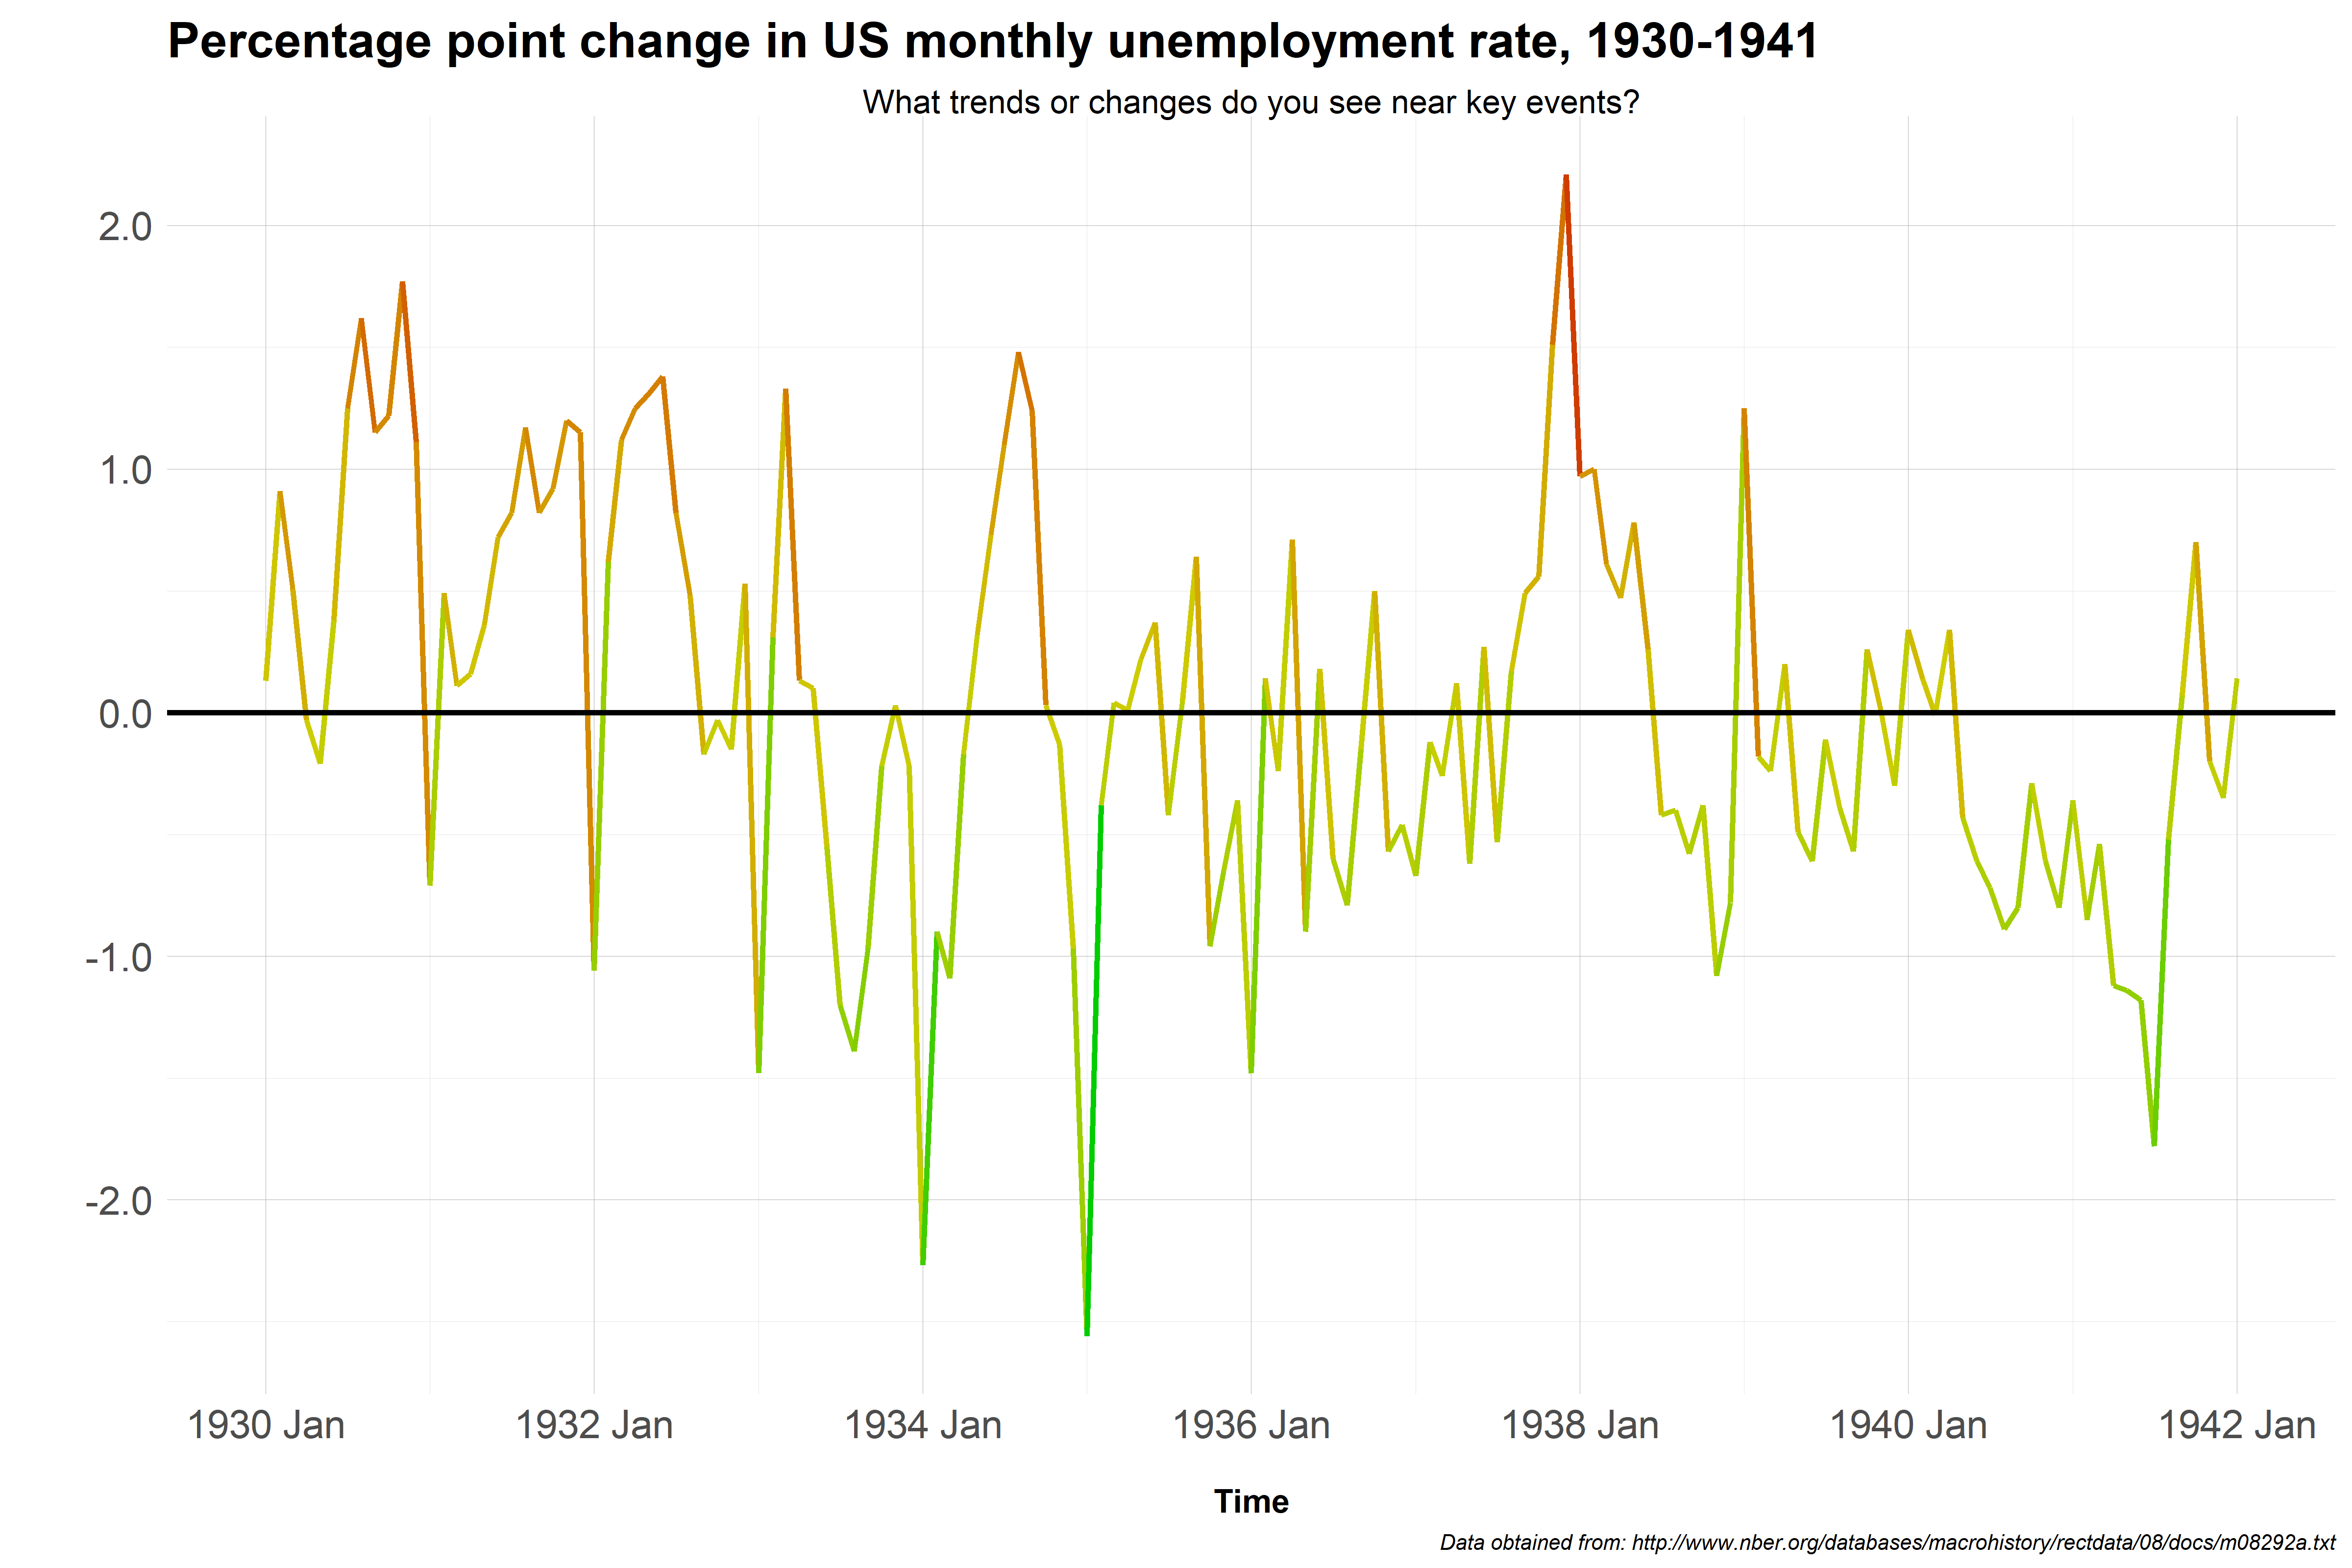 Percentage point change in US monthly unemployment rate, 1930-1941
What trends or changes do you see near key events?
2.0
1.0
0.0
-1.0
-2.0
1930 Jan 1932 Jan 1934 Jan 1936 Jan 1938 Jan 1940 Jan 1942 Jan
Time
Data obtained from: http://www.nber.org/databases/macrohistory/rectdata/08/docs/m08292a.txt